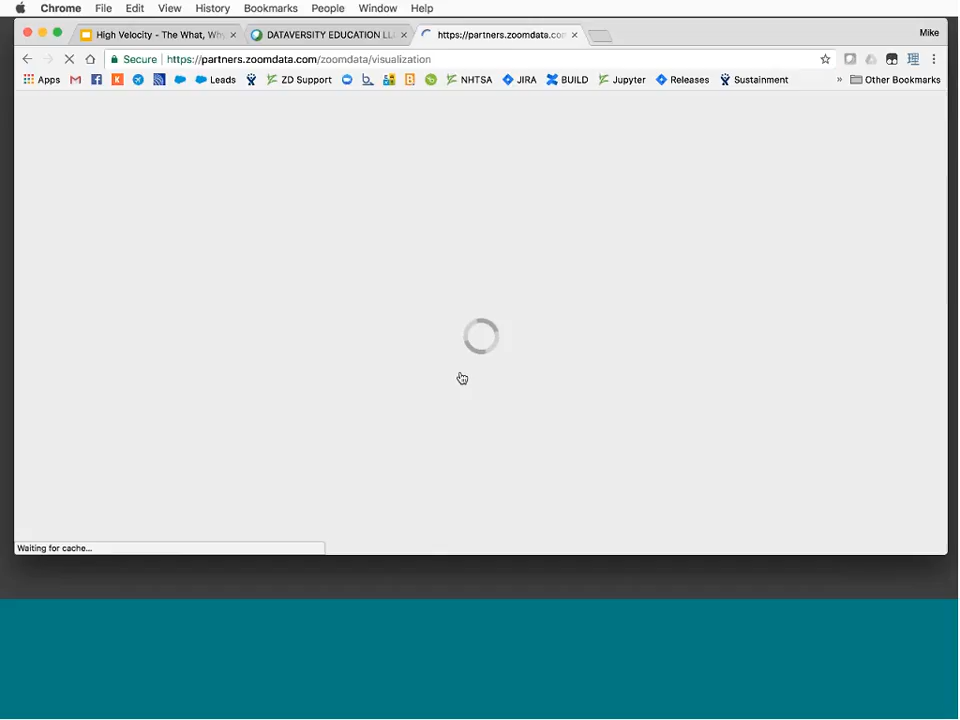 Chrome File Edit View History Bookmarks People Window Help
High Velocity - The What, Why DATAVERSITY EDUCATION LL https://partners.zoomdata.com Mike
Secure https://partners.zoomdata.com/zoomdata/visualization
Apps Leads ZD Support NHTSA JIRA BUILD Jupyter Releases Sustainment » Other Bookmarks
Waiting for cache...